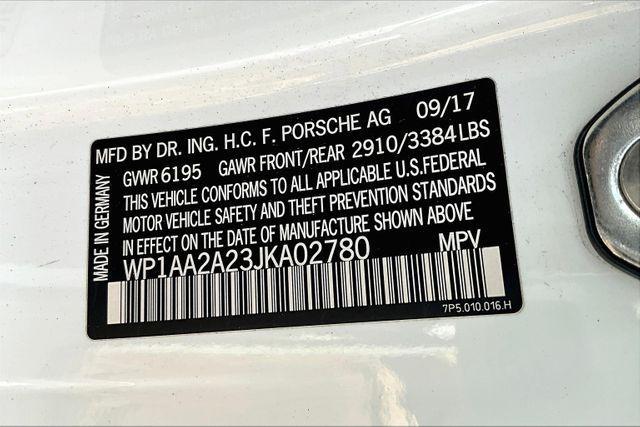 MFD BY DR. ING. H.C. F. PORSCHE AG 09/17
GVWR 6195 GAWR FRONT/REAR 2910/3384 LBS
THIS VEHICLE CONFORMS TO ALL APPLICABLE U.S. FEDERAL
MOTOR VEHICLE SAFETY AND THEFT PREVENTION STANDARDS
IN EFFECT ON THE DATE OF MANUFACTURE SHOWN ABOVE
WP1AA2A23JKA02780 MPV
7P5.010.016.H
MADE IN GERMANY